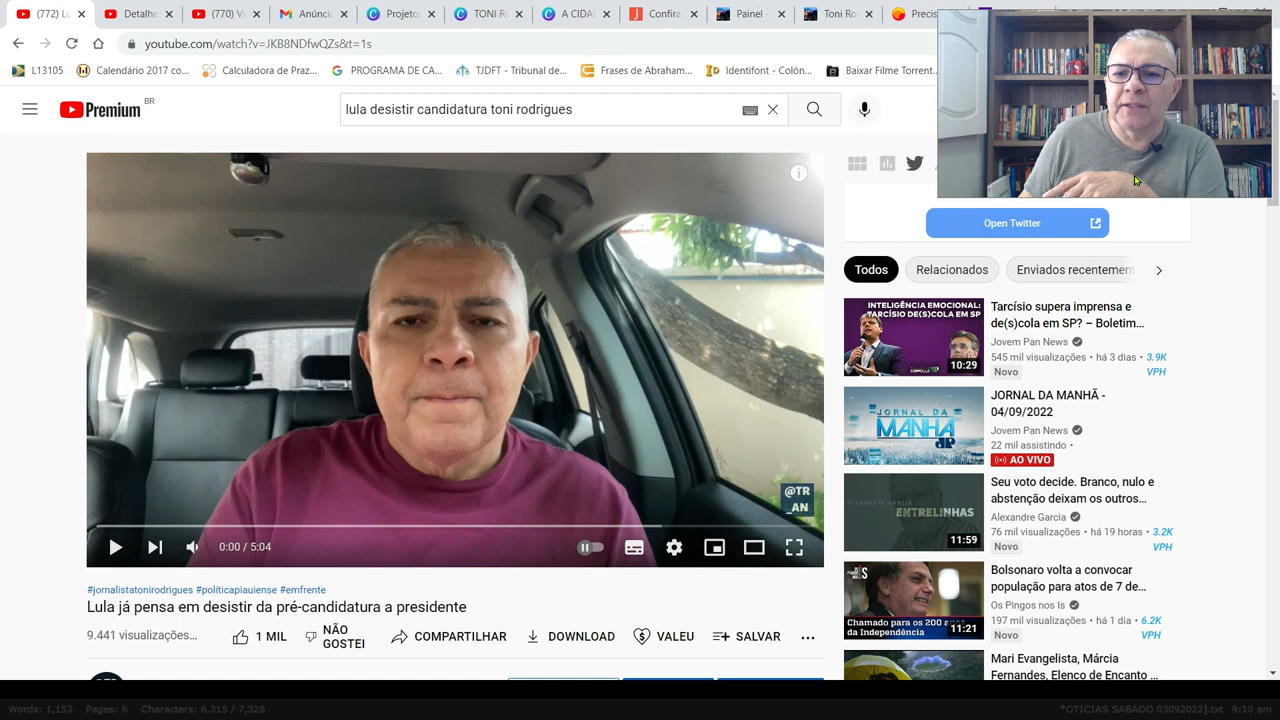 (772) Lu
Detalhe
(770) Vi
Anúnci
Projeto
TONI RO
A CIDA
Confira
Painel -
Toni Ro
Precis
youtube.com/watch?v=JKB8NDfwQZs&t=1s
L13105
Calendário 2017 co...
Calculadora de Praz...
PROGRAMA DE CA...
TJDFT - Tribunal de...
Frases de Abraham...
Identifont - Colón...
Baixar Filme Torrent...
Premium BR
lula desistir candidatura toni rodrigues
Open Twitter
Todos
Relacionados
Enviados recentement
INTELIGÊNCIA EMOCIONAL:
TARCÍSIO DE(S)COLA EM SP
10:29
Tarcísio supera imprensa e
de(s)cola em SP? – Boletim...
Jovem Pan News
545 mil visualizações • há 3 dias • 3.9K
VPH
Novo
JORNAL DA
MANHÃ
JORNAL DA MANHÃ -
04/09/2022
Jovem Pan News
22 mil assistindo •
AO VIVO
ENTRELINHAS
11:59
Seu voto decide. Branco, nulo e
abstenção deixam os outros...
Alexandre Garcia
76 mil visualizações • há 19 horas • 3.2K
VPH
Novo
Chamado para os 200 anos
da Independência
11:21
Bolsonaro volta a convocar
população para atos de 7 de...
Os Pingos nos Is
197 mil visualizações • há 1 dia • 6.2K
VPH
Novo
Mari Evangelista, Márcia
Fernandes, Elenco de Encanto ...
@TR
_AN
0:00 / 5:04
#jornalistatonirodrigues #políticapiauiense #emfrente
Lula já pensa em desistir da pré-candidatura a presidente
9.441 visualizações...
1 MIL
NÃO
GOSTEI
COMPARTILHAR
DOWNLOAD
VALEU
SALVAR
Words: 1,153 Pages: 6 Characters: 6,315 / 7,328
*OTICIAS SABADO 03092022].txt 9:10 am